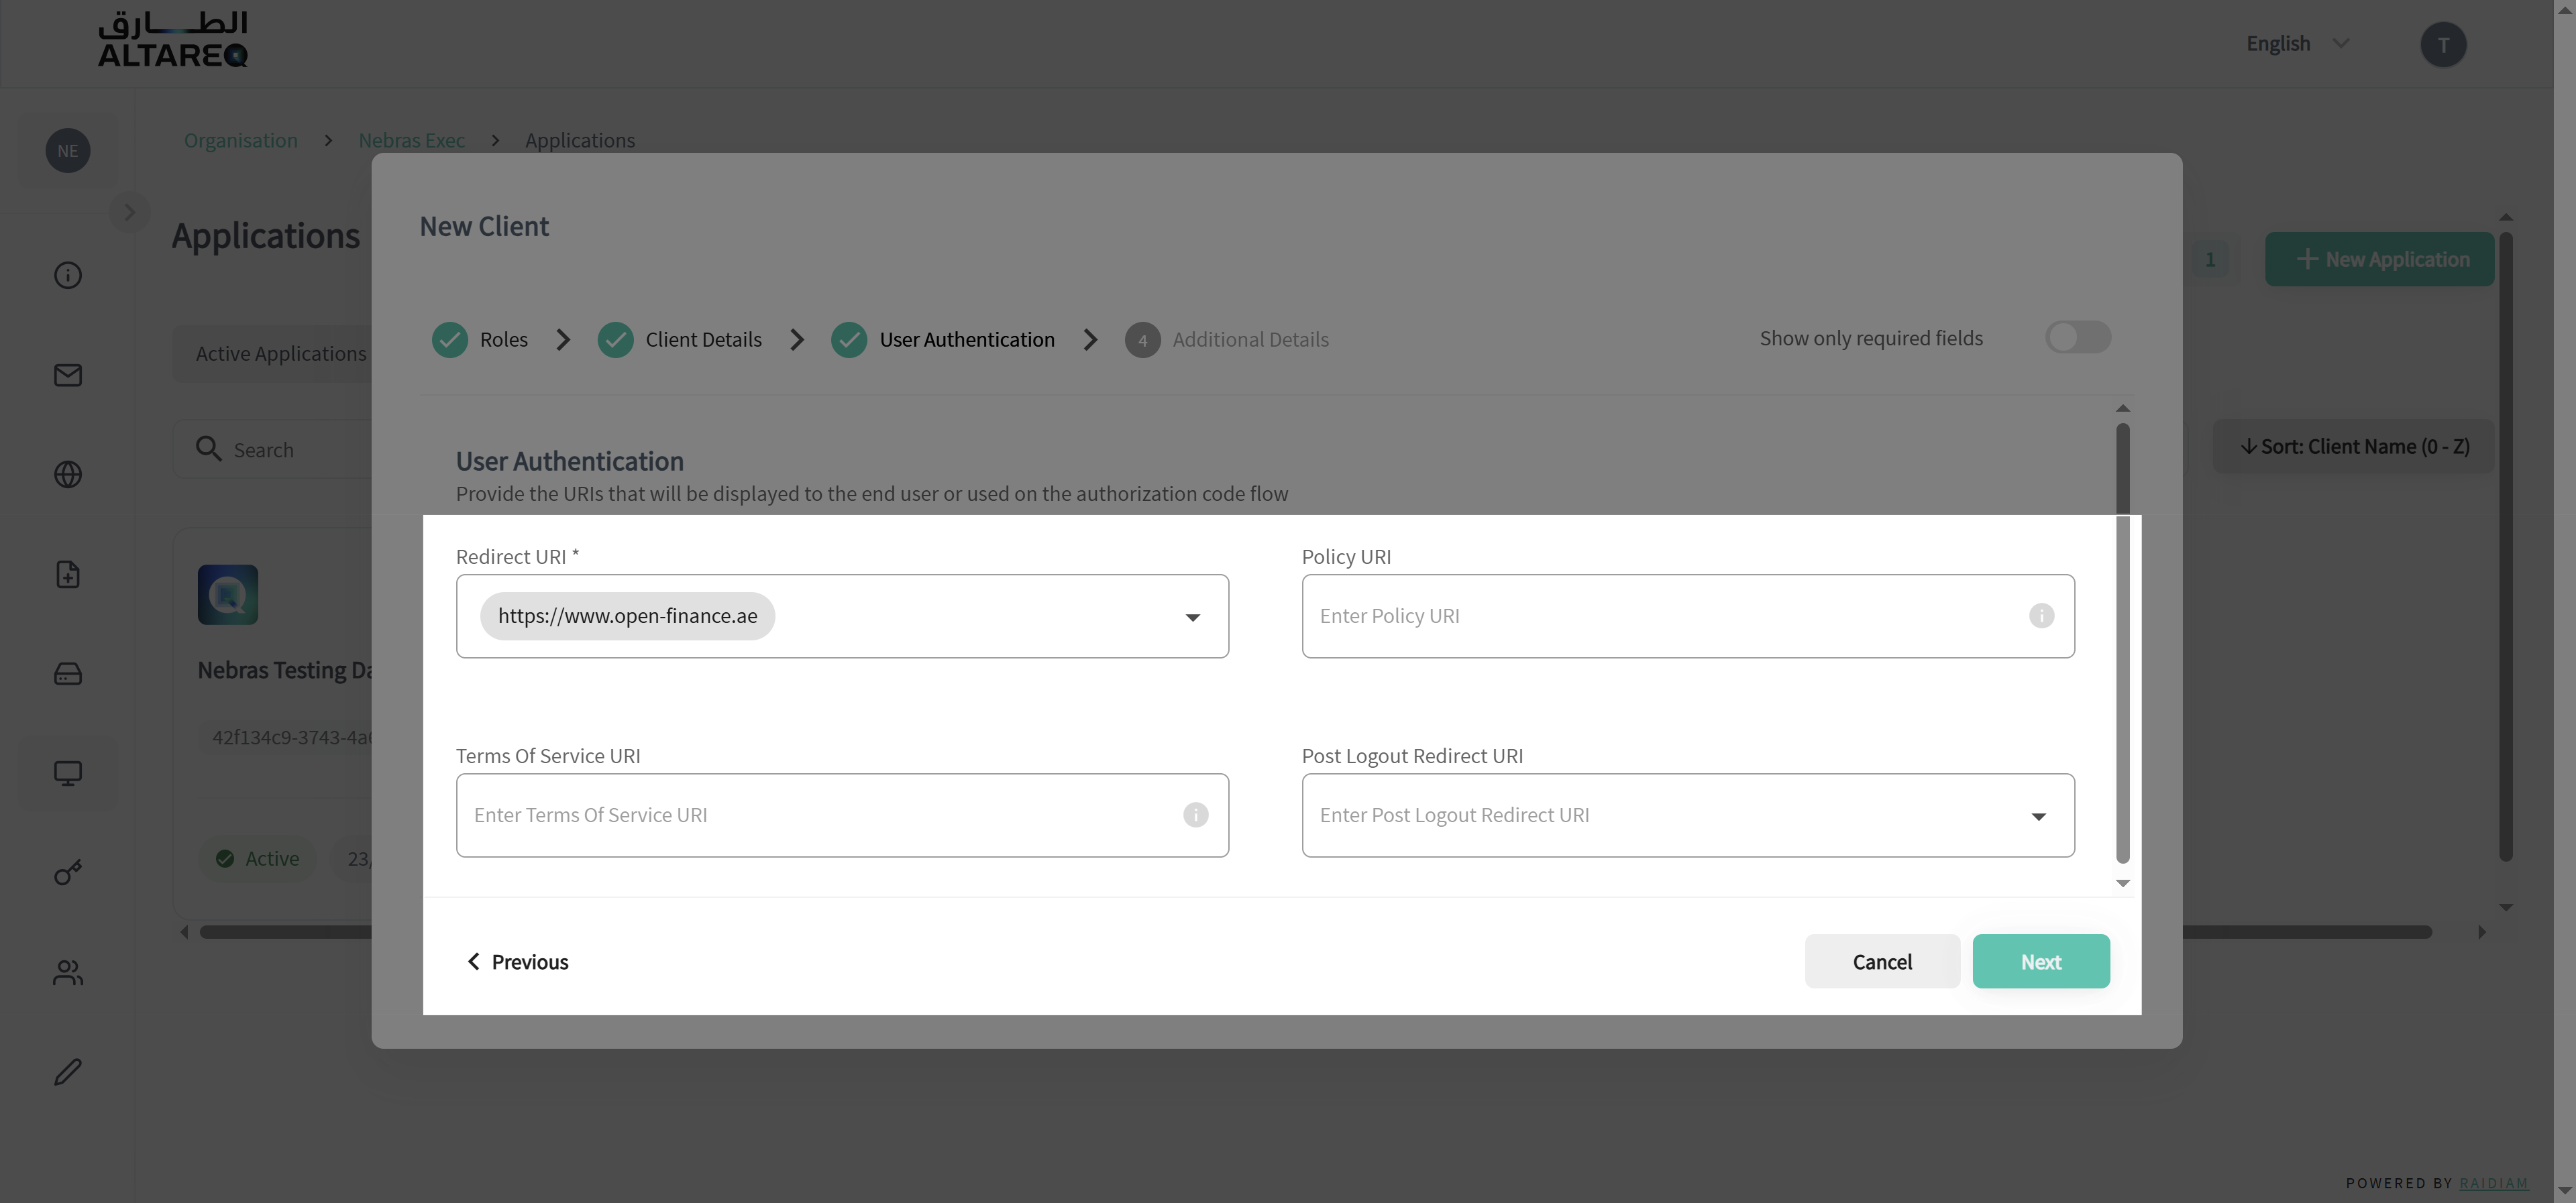 الطارق
ALTAREQ
English
T
NE
Organisation > Nebras Exec > Applications
Applications
1
+ New Application
Active Applications
Search
↓ Sort: Client Name (0 - Z)
Nebras Testing Da
42f134c9-3743-4a
Active
23/
New Client
Roles > Client Details > User Authentication > 4 Additional Details
Show only required fields
User Authentication
Provide the URIs that will be displayed to the end user or used on the authorization code flow
Redirect URI *
https://www.open-finance.ae
Policy URI
Enter Policy URI
Terms Of Service URI
Enter Terms Of Service URI
Post Logout Redirect URI
Enter Post Logout Redirect URI
Previous
Cancel
Next
POWERED BY RAIDIAM